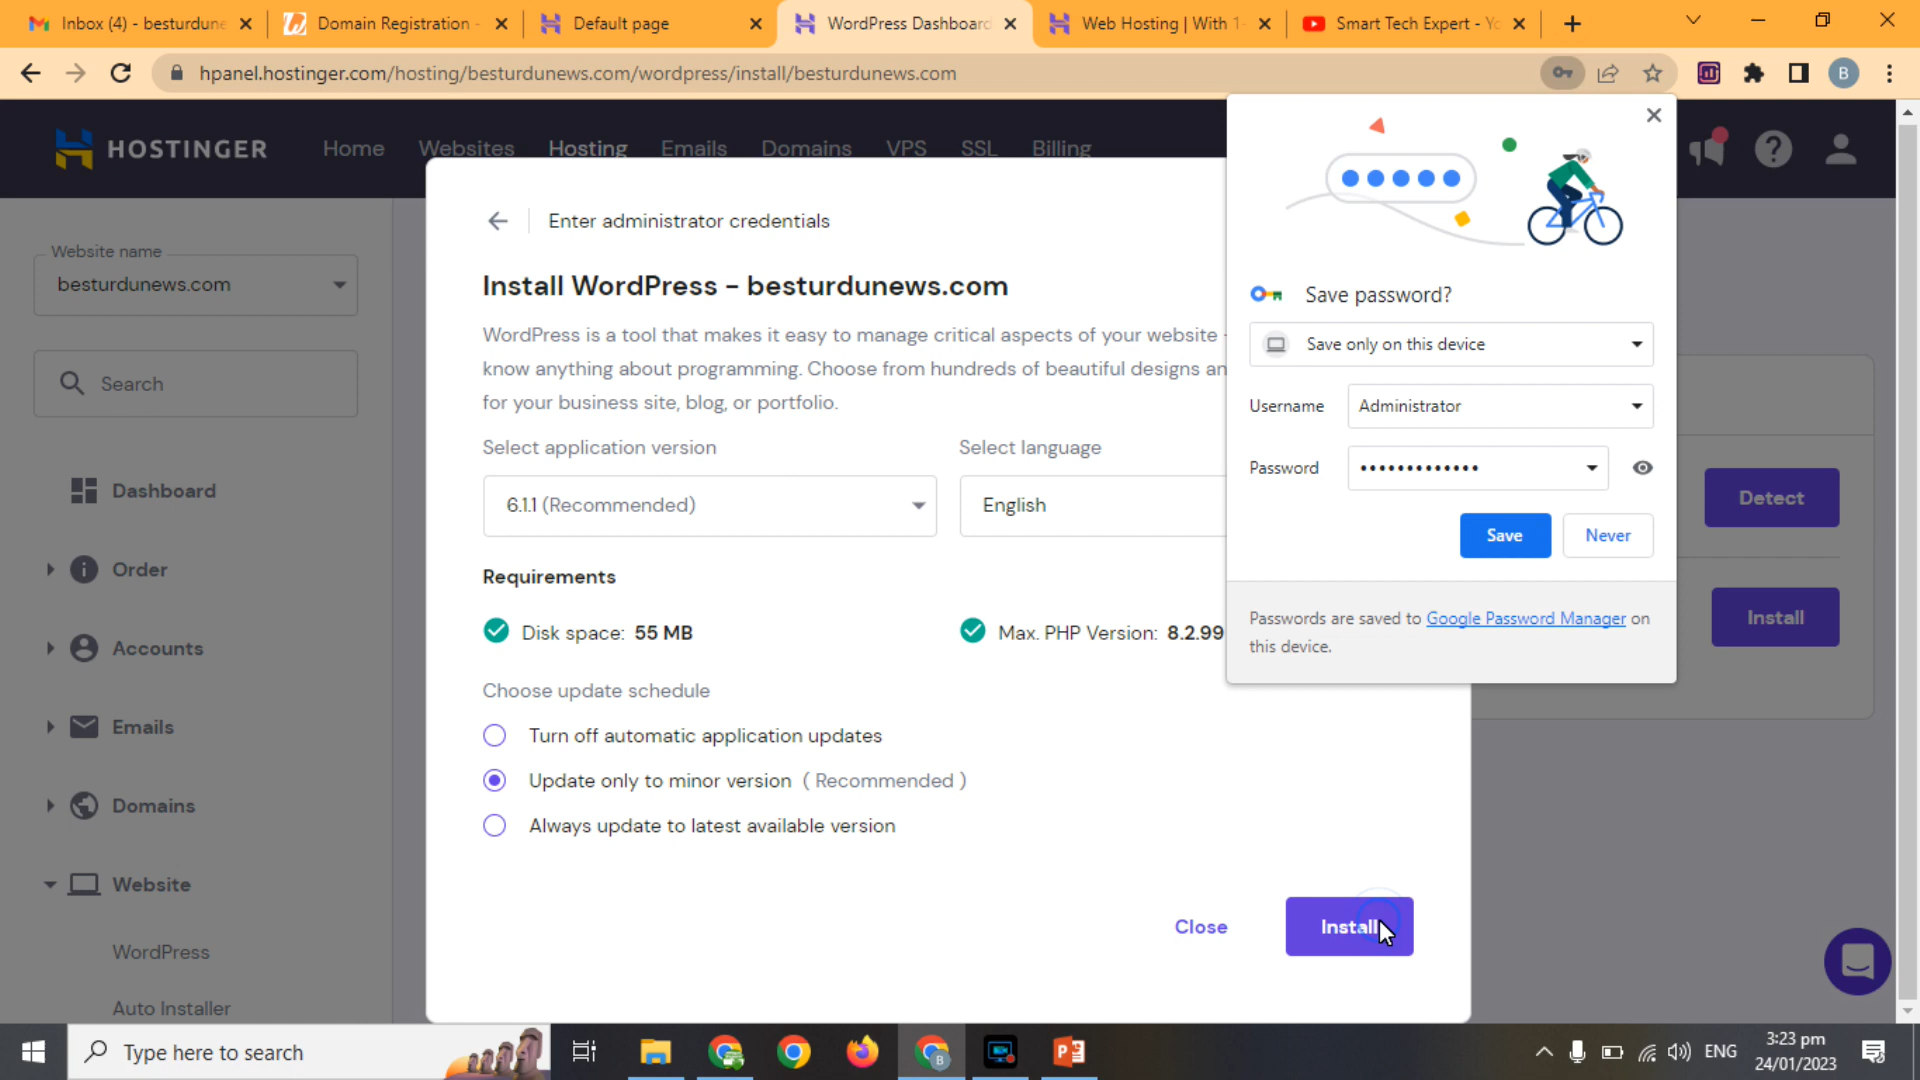 Inbox (4) - besturdune
Domain Registration -
Default page
WordPress Dashboard
Web Hosting | With 1-
Smart Tech Expert - Yo
hpanel.hostinger.com/hosting/besturdunews.com/wordpress/install/besturdunews.com
B
HOSTINGER
Home
Websites
Hosting
Emails
Domains
VPS
SSL
Billing
Website name
besturdunews.com
Search
Dashboard
Order
Accounts
Emails
Domains
Website
WordPress
Auto Installer
Enter administrator credentials
Install WordPress - besturdunews.com
WordPress is a tool that makes it easy to manage critical aspects of your website -
know anything about programming. Choose from hundreds of beautiful designs an
for your business site, blog, or portfolio.
Select application version
Select language
6.1.1 (Recommended)
English
Requirements
Disk space: 55 MB
Max. PHP Version: 8.2.99
Choose update schedule
Turn off automatic application updates
Update only to minor version ( Recommended )
Always update to latest available version
Close
Install
Save password?
Save only on this device
Username
Administrator
Password
•••••••••••••
Save
Never
Passwords are saved to Google Password Manager on
this device.
Detect
Install
Type here to search
B
ENG
3:23 pm
24/01/2023